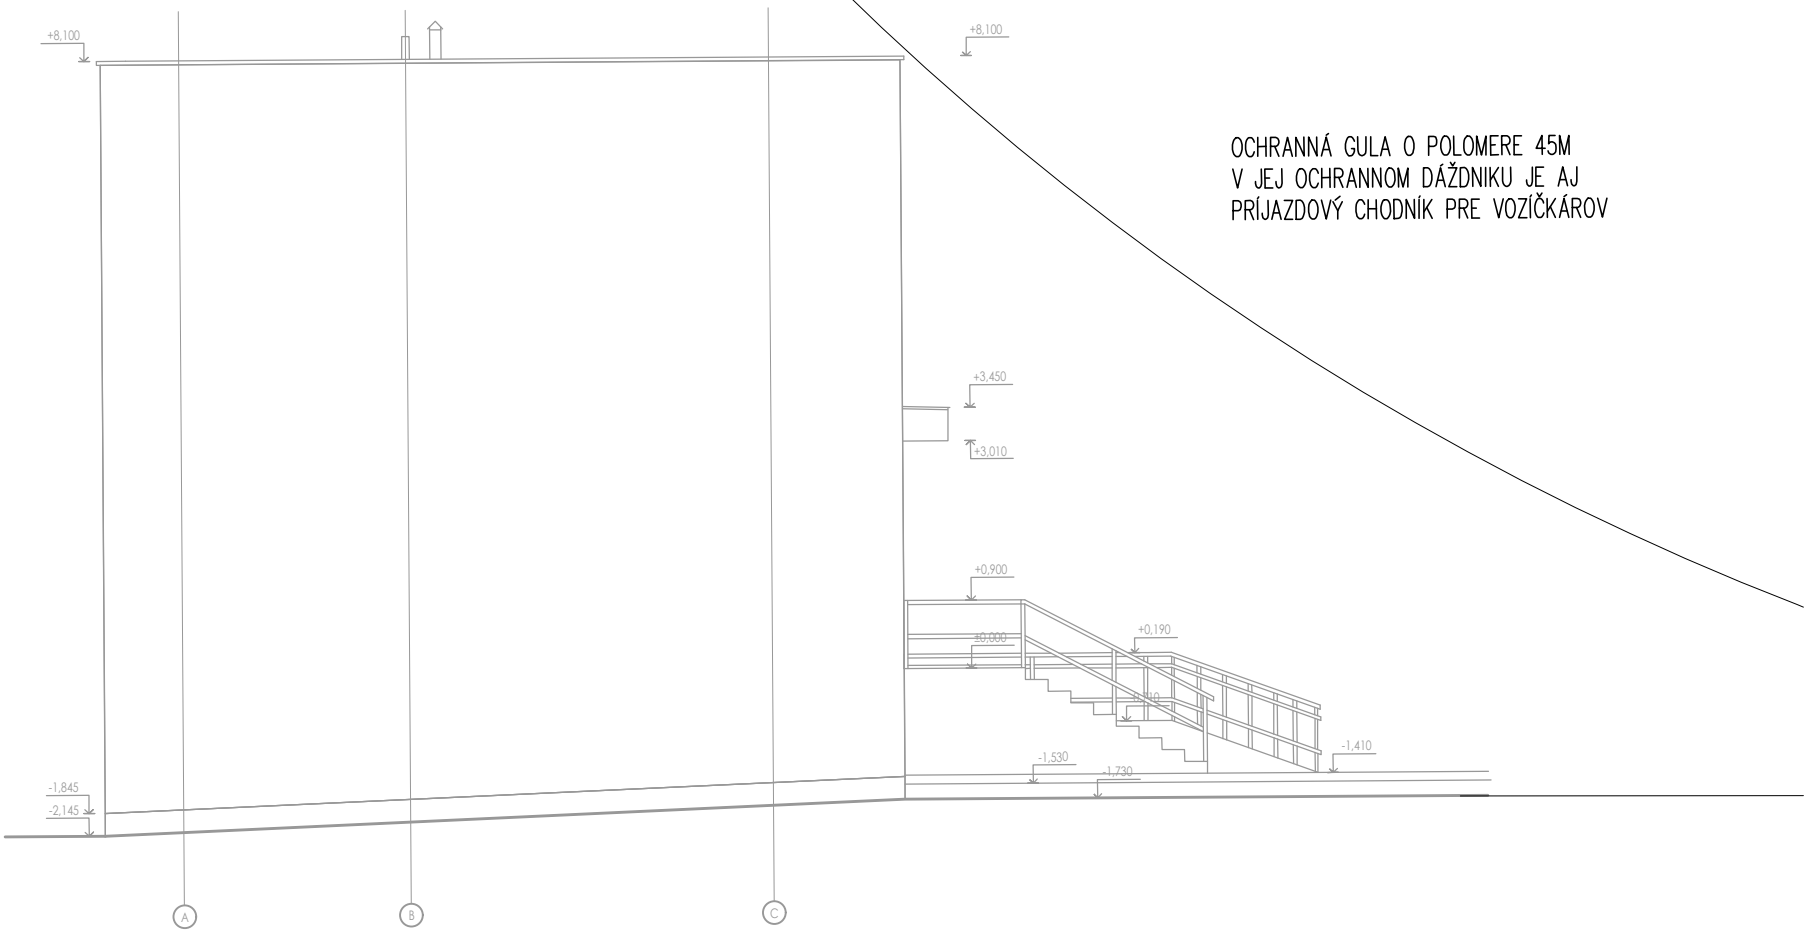 +8,100
+8,100
OCHRANNÁ GULA O POLOMERE 45M
V JEJ OCHRANNOM DÁŽDNIKU JE AJ
PRÍJAZDOVÝ CHODNÍK PRE VOZÍČKÁROV
+3,450
+3,010
+0,900
+0,190
±0,000
-1,410
-1,530
-1,730
-1,845
-2,145
A
B
C